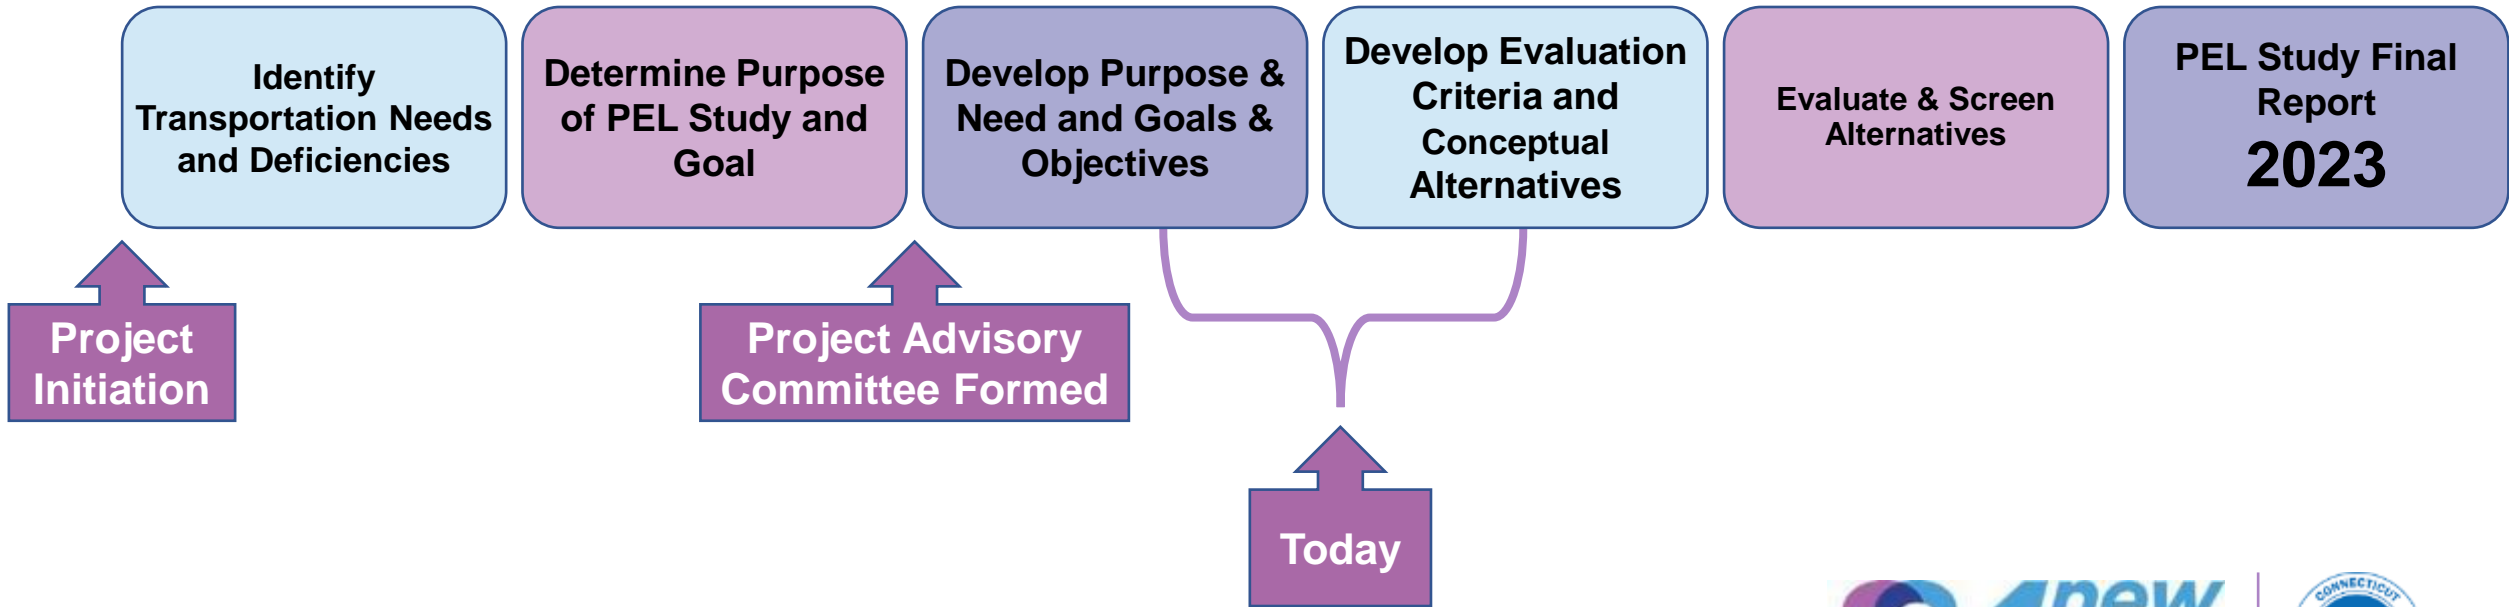 Identify
Transportation Needs
and Deficiencies
Determine Purpose
of PEL Study and
Goal
Develop Purpose &
Need and Goals &
Objectives
Develop Evaluation
Criteria and
Conceptual
Alternatives
Evaluate & Screen
Alternatives
PEL Study Final
Report
2023
Project
Initiation
Project Advisory
Committee Formed
Today
new
CONNECTICUT